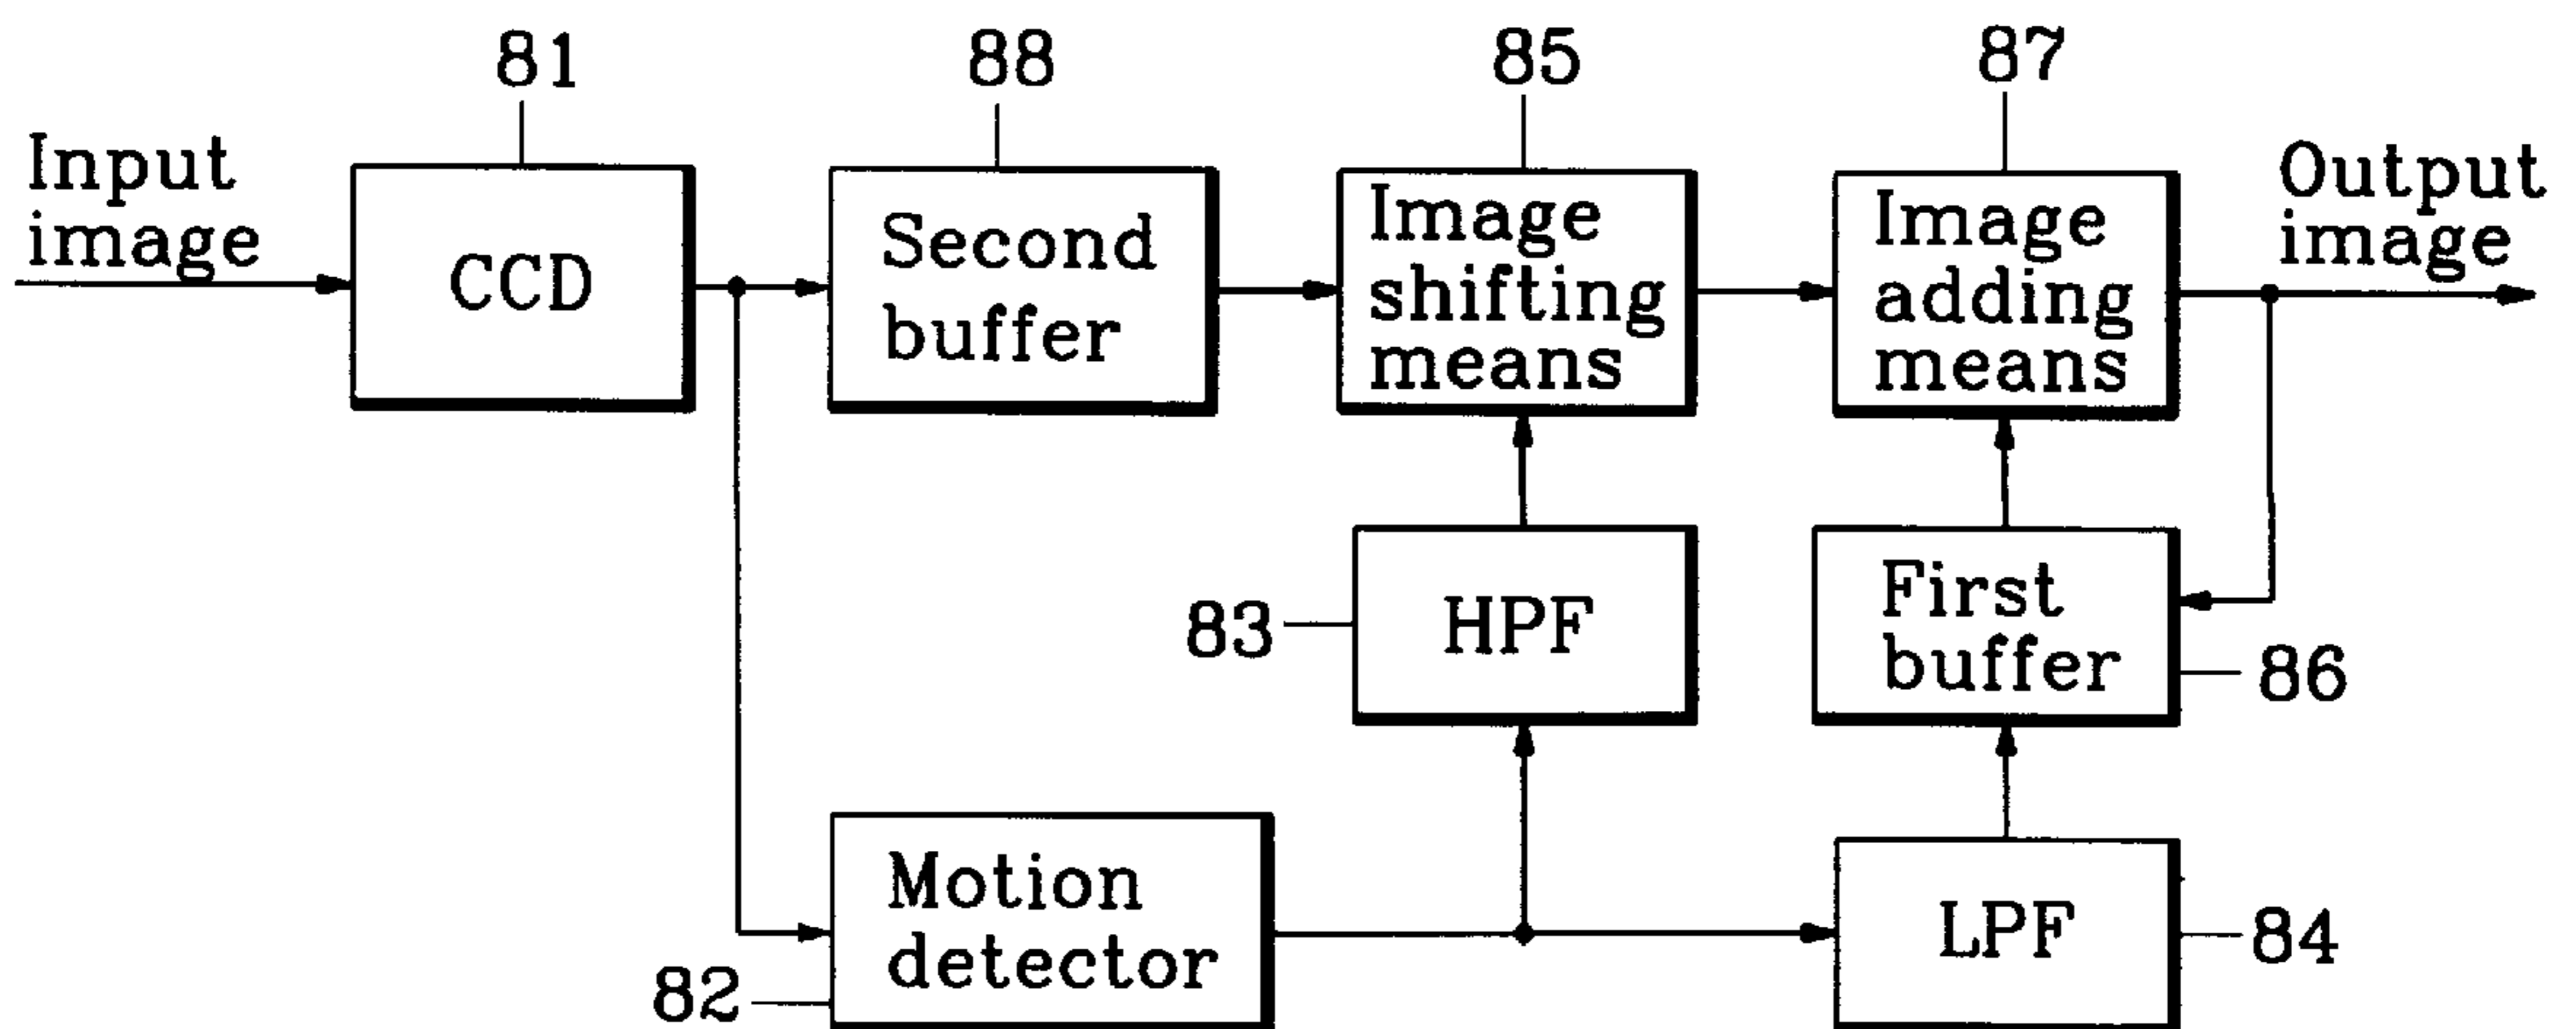 81
88
85
87
Input
image
CCD
Second
buffer
Image
shifting
means
Image
adding
means
Output
image
83
HPF
First
buffer
86
Motion
detector
82
LPF
84